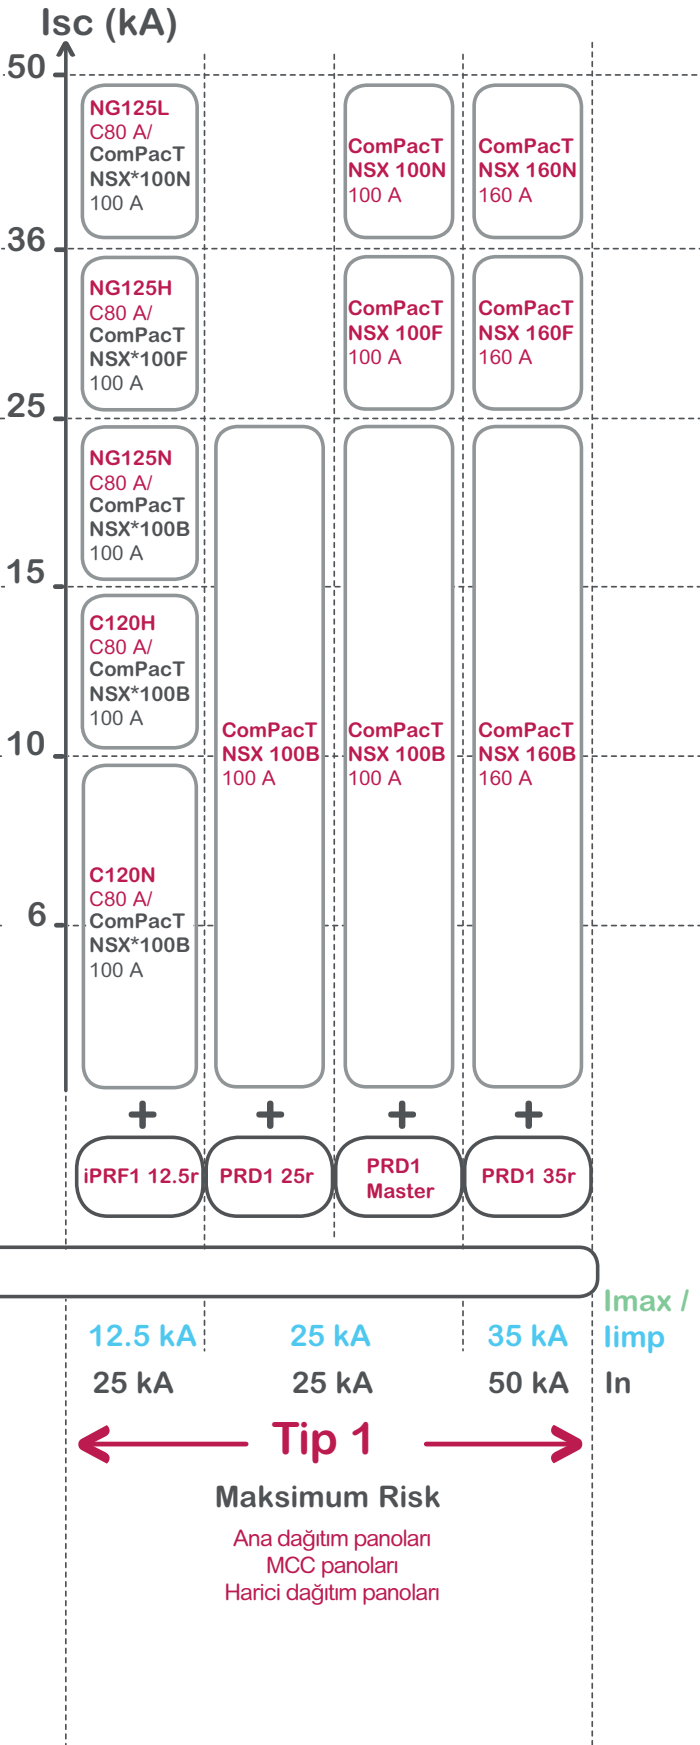 Isc (kA)
50
NG125L
C80 A/
ComPacT
NSX*100N
100 A
ComPacT
NSX 100N
100 A
ComPacT
NSX 160N
160 A
36
NG125H
C80 A/
ComPacT
NSX*100F
100 A
ComPacT
NSX 100F
100 A
ComPacT
NSX 160F
160 A
25
NG125N
C80 A/
ComPacT
NSX*100B
100 A
15
C120H
C80 A/
ComPacT
NSX*100B
100 A
10
ComPacT
NSX 100B
100 A
ComPacT
NSX 100B
100 A
ComPacT
NSX 160B
160 A
C120N
C80 A/
ComPacT
NSX*100B
100 A
6
+ + + +
iPRF1 12.5r
PRD1 25r
PRD1
Master
PRD1 35r
Imax /
12.5 kA 25 kA 35 kA Iimp
25 kA 25 kA 50 kA In
Tip 1
Maksimum Risk
Ana dağıtım panoları
MCC panoları
Harici dağıtım panoları